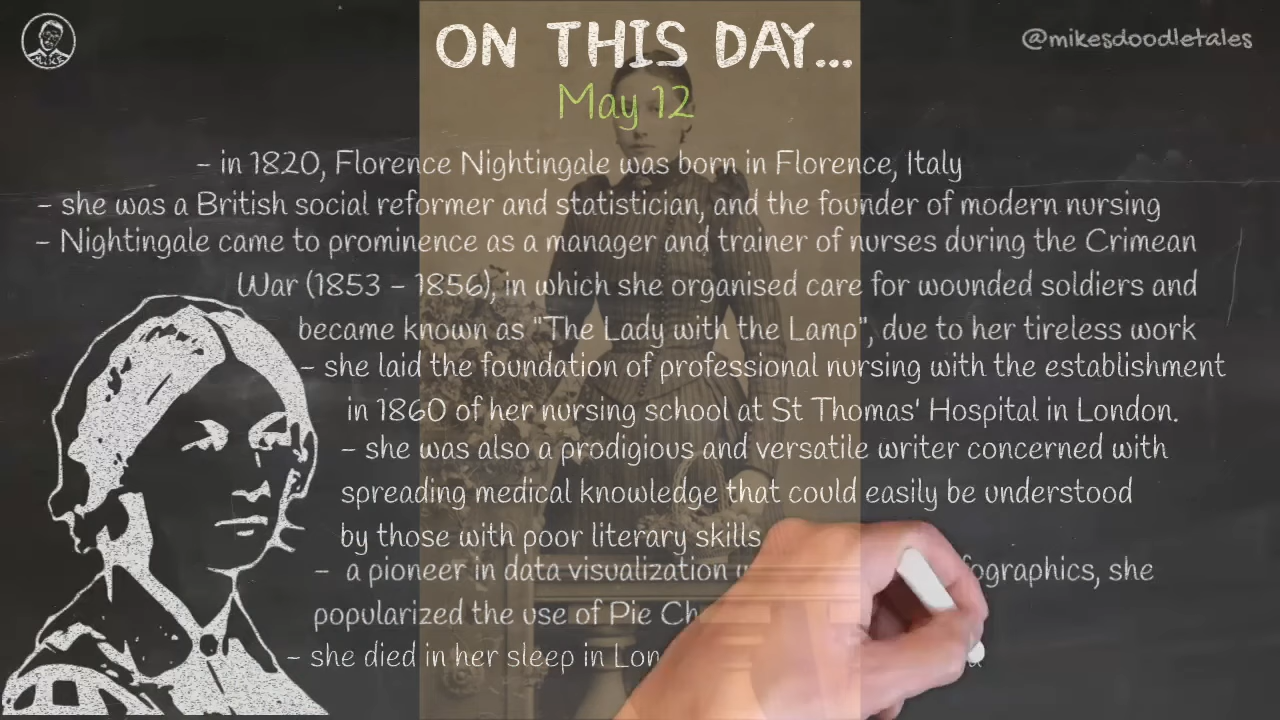 MIKE
ON THIS DAY...
@mikesdoodletales
May 12
- in 1820, Florence Nightingale was born in Florence, Italy
- she was a British social reformer and statistician, and the founder of modern nursing
- Nightingale came to prominence as a manager and trainer of nurses during the Crimean
War (1853 - 1856), in which she organised care for wounded soldiers and
became known as "The Lady with the Lamp", due to her tireless work
- she laid the foundation of professional nursing with the establishment
in 1860 of her nursing school at St Thomas' Hospital in London.
- she was also a prodigious and versatile writer concerned with
spreading medical knowledge that could easily be understood
by those with poor literary skills
- a pioneer in data visualization she
popularized the use of Pie
- she died in her sleep in